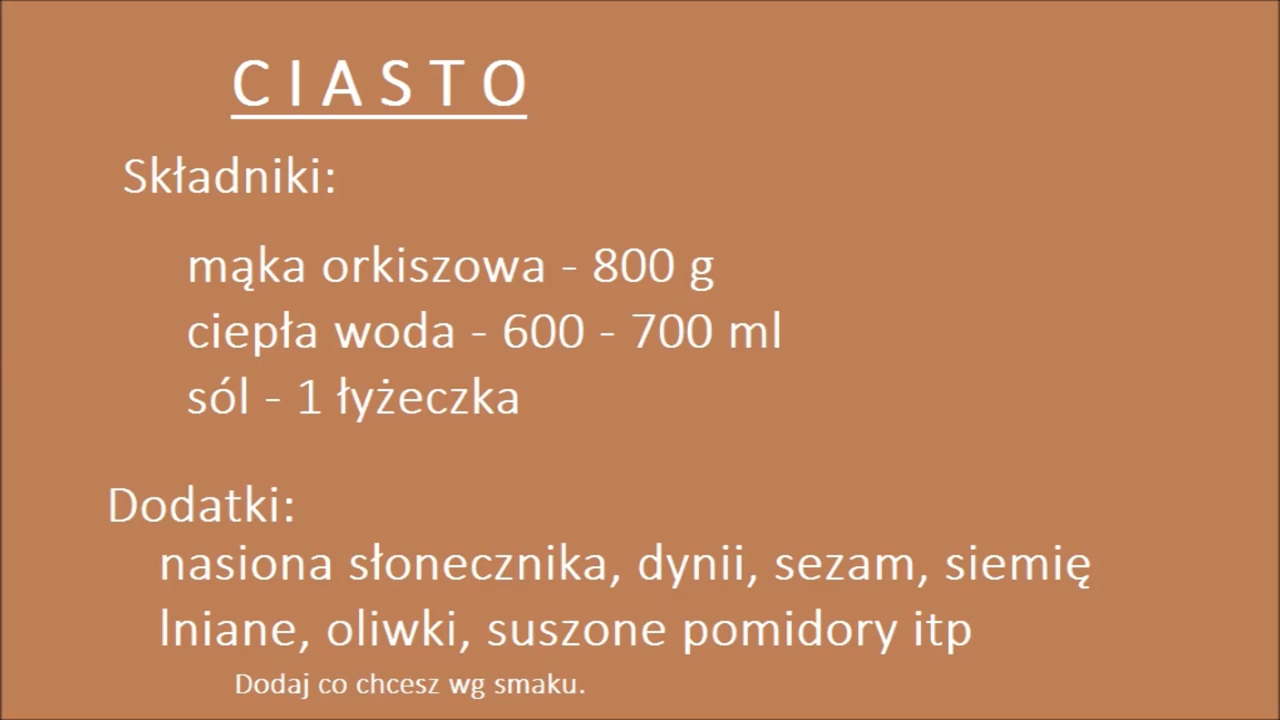 C I A S T O
Składniki:
mąka orkiszowa - 800 g
ciepła woda - 600 - 700 ml
sól - 1 łyżeczka
Dodatki:
nasiona słonecznika, dynii, sezam, siemię
lniane, oliwki, suszone pomidory itp
Dodaj co chcesz wg smaku.